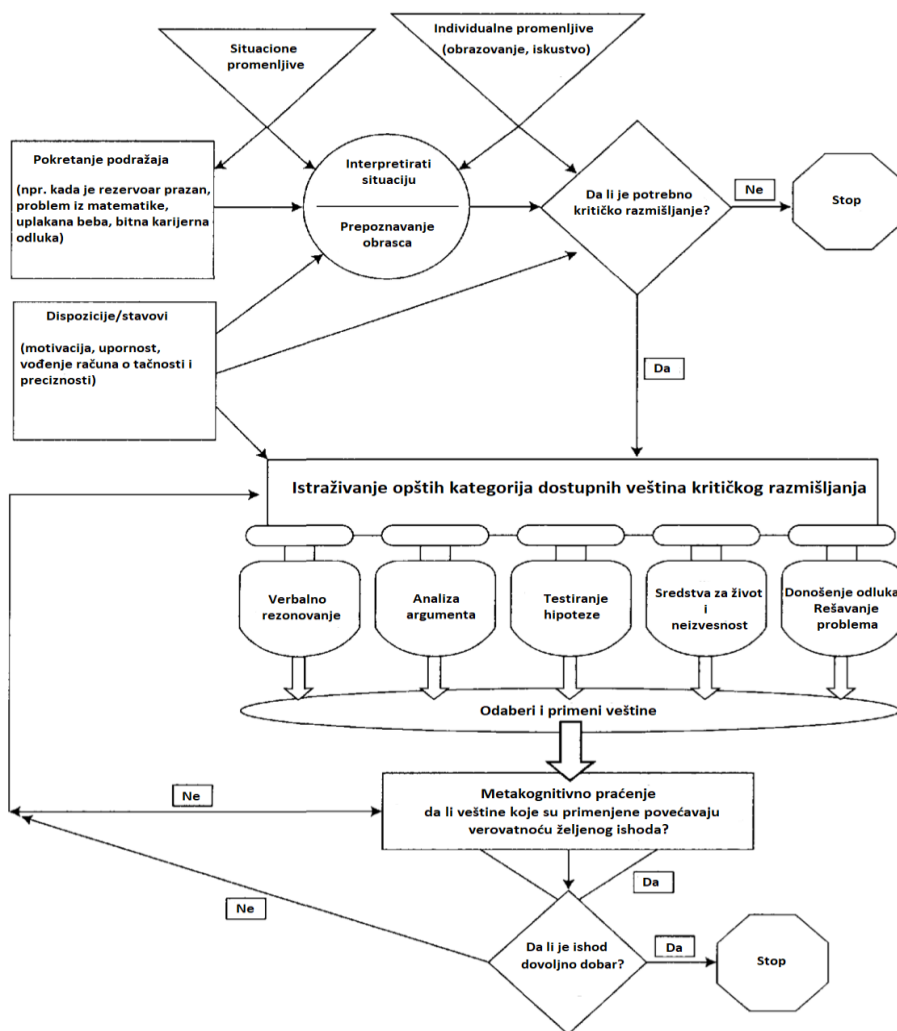 Situacione
promenljive
Individualne promenljive
(obrazovanje, iskustvo)
Pokretanje podražaja
(npr. kada je rezervoar prazan,
problem iz matematike,
uplakana beba, bitna karijerna
odluka)
Interpretirati
situaciju
Prepoznavanje
obrasca
Da li je potrebno
kritičko razmišljanje?
Ne
Stop
Dispozicije/stavovi
(motivacija, upornost,
vođenje računa o tačnosti i
preciznosti)
Da
Istraživanje opštih kategorija dostupnih veština kritičkog razmišljanja
Verbalno
rezonovanje
Analiza
argumenta
Testiranje
hipoteze
Sredstva za život
i
neizvesnost
Donošenje odluka
Rešavanje
problema
Odaberi i primeni veštine
Metakognitivno praćenje
da li veštine koje su primenjene povećavaju
verovatnoću željenog ishoda?
Ne
Da
Ne
Da li je ishod
dovoljno dobar?
Da
Stop